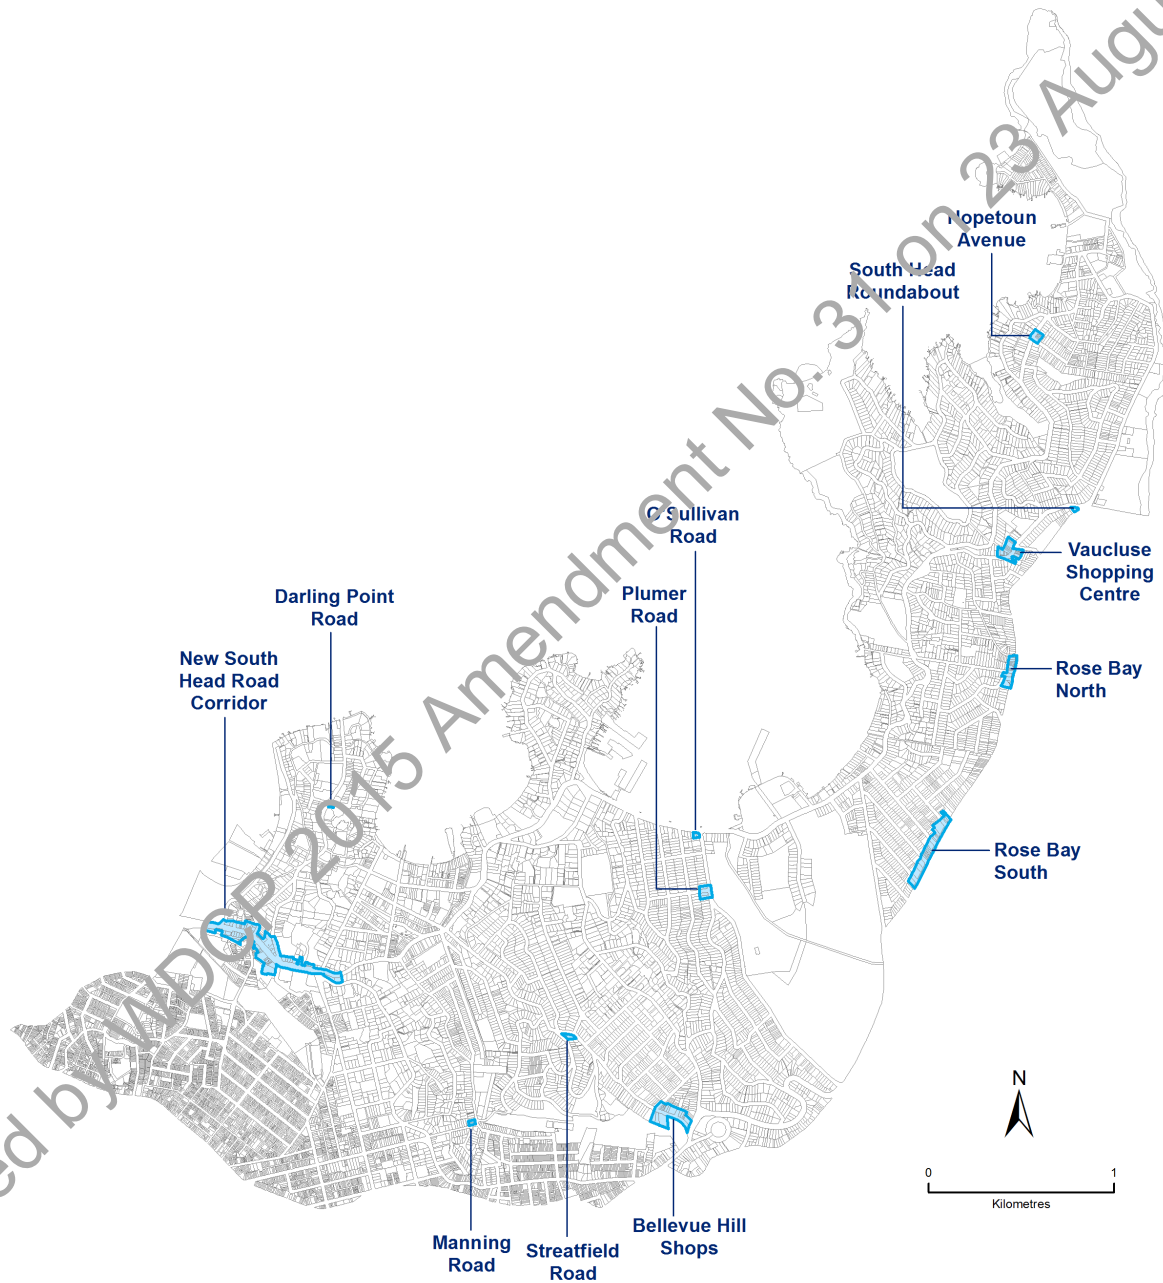 Hopetoun
Avenue
South Head
Roundabout
O'Sullivan
Road
Vaucluse
Shopping
Centre
Darling Point
Road
Plumer
Road
New South
Head Road
Corridor
Rose Bay
North
Rose Bay
South
N
0 1
Kilometres
Manning
Road
Streatfield
Road
Bellevue Hill
Shops
ed by WDCP 2015 Amendment No. 31 on 23 Augu